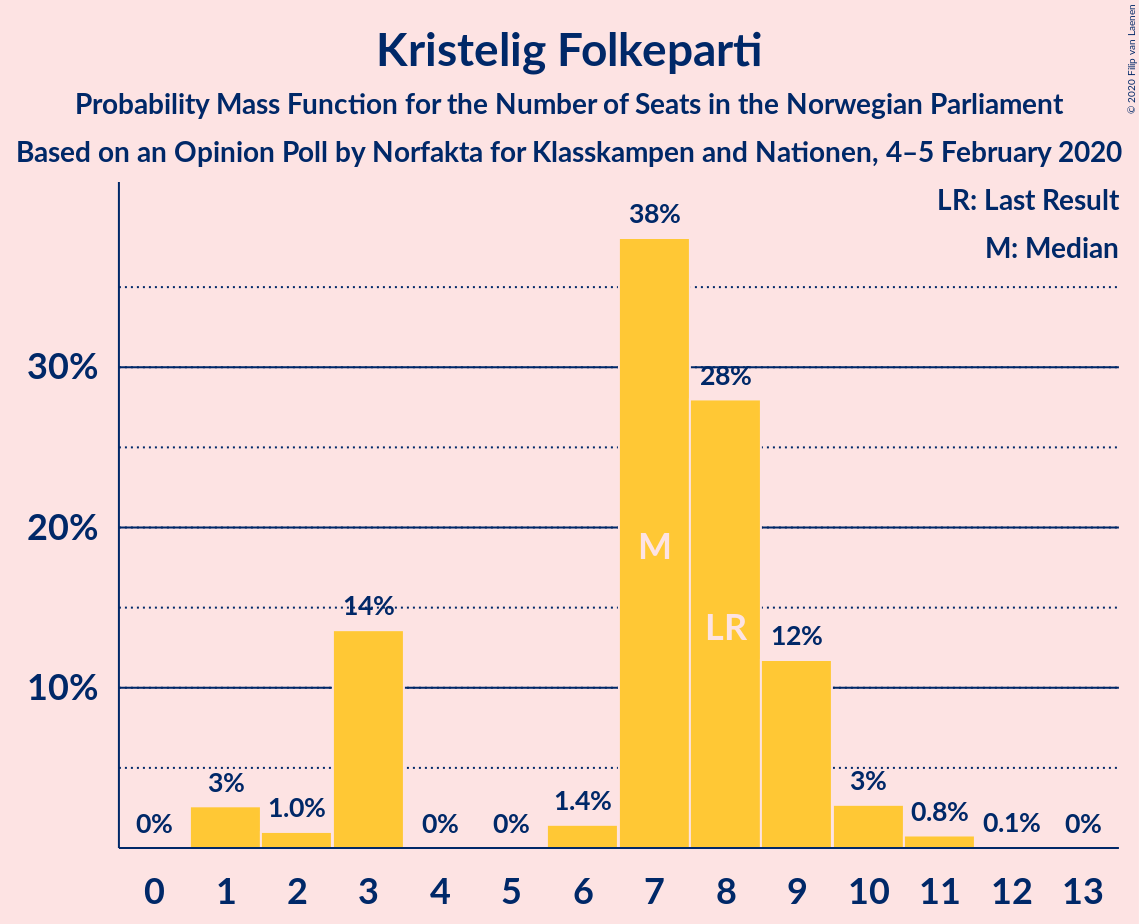 © 2020 Filip van Laenen
Kristelig Folkeparti
Probability Mass Function for the Number of Seats in the Norwegian Parliament
Based on an Opinion Poll by Norfakta for Klasskampen and Nationen, 4–5 February 2020
LR: Last Result
M: Median
38%
30%
28%
20%
M
14%
LR
12%
10%
3%
3%
1.0%
1.4%
0.8%
0%
0%
0%
0.1%
0%
0 1 2 3 4 5 6 7 8 9 10 11 12 13